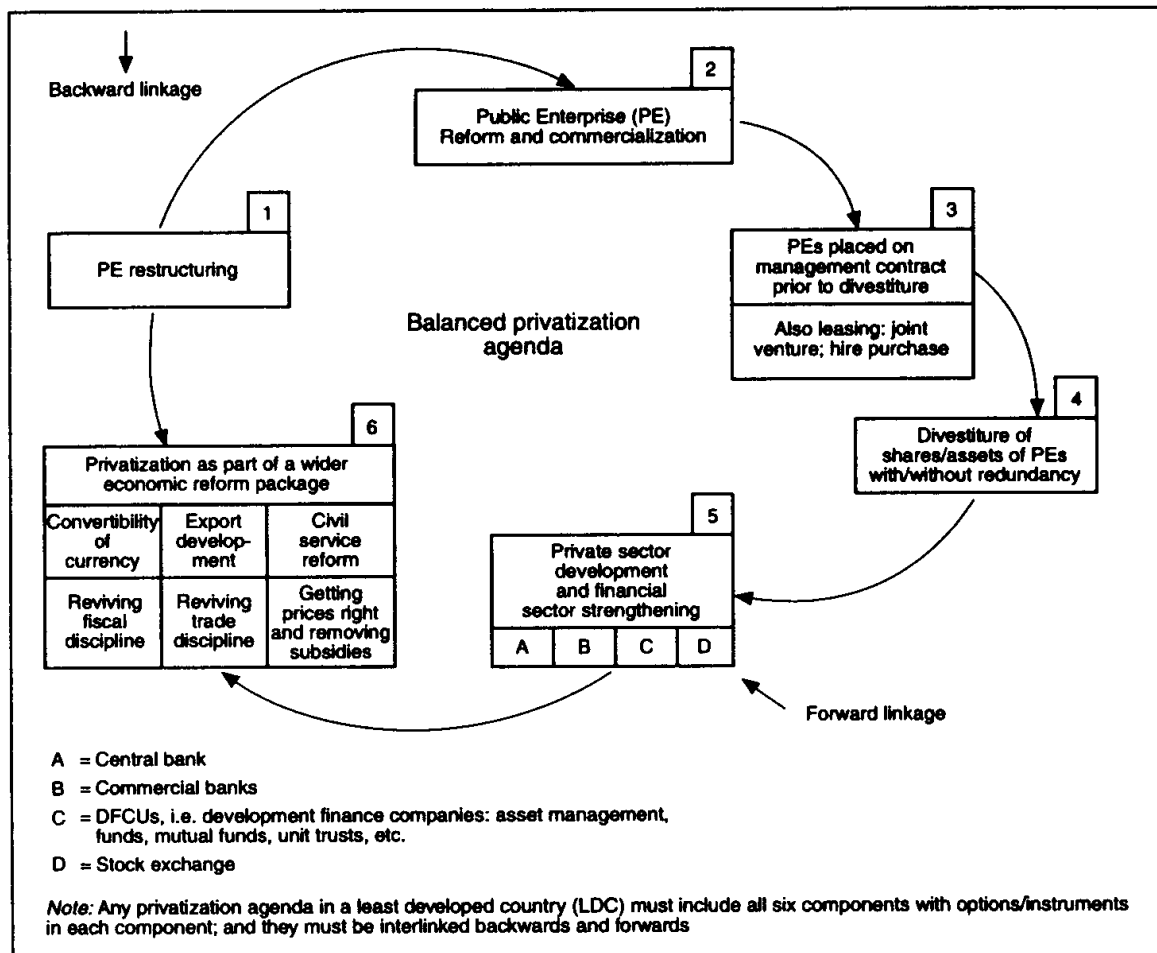 Backward linkage
2
Public Enterprise (PE)
Reform and commercialization
1
PE restructuring
3
PEs placed on
management contract
prior to divestiture
Also leasing: joint
venture; hire purchase
Balanced privatization
agenda
4
Divestiture of
shares/assets of PEs
with/without redundancy
5
Private sector
development
and financial
sector strengthening
A
B
C
D
6
Privatization as part of a wider
economic reform package
Convertibility
of
currency
Export
develop-
ment
Civil
service
reform
Reviving
fiscal
discipline
Reviving
trade
discipline
Getting
prices right
and removing
subsidies
Forward linkage
A = Central bank
B = Commercial banks
C = DFCUs, i.e. development finance companies: asset management,
funds, mutual funds, unit trusts, etc.
D = Stock exchange
Note: Any privatization agenda in a least developed country (LDC) must include all six components with options/instruments
in each component; and they must be interlinked backwards and forwards